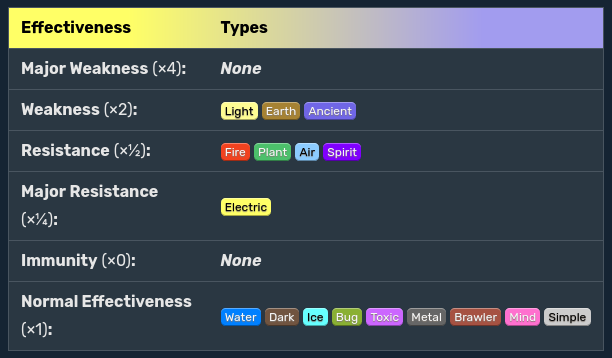 Effectiveness Types
Major Weakness (×4): None
Weakness (×2): Light Earth Ancient
Resistance (×½): Fire Plant Air Spirit
Major Resistance
(×¼): Electric
Immunity (×0): None
Normal Effectiveness
(×1): Water Dark Ice Bug Toxic Metal Brawler Mind Simple